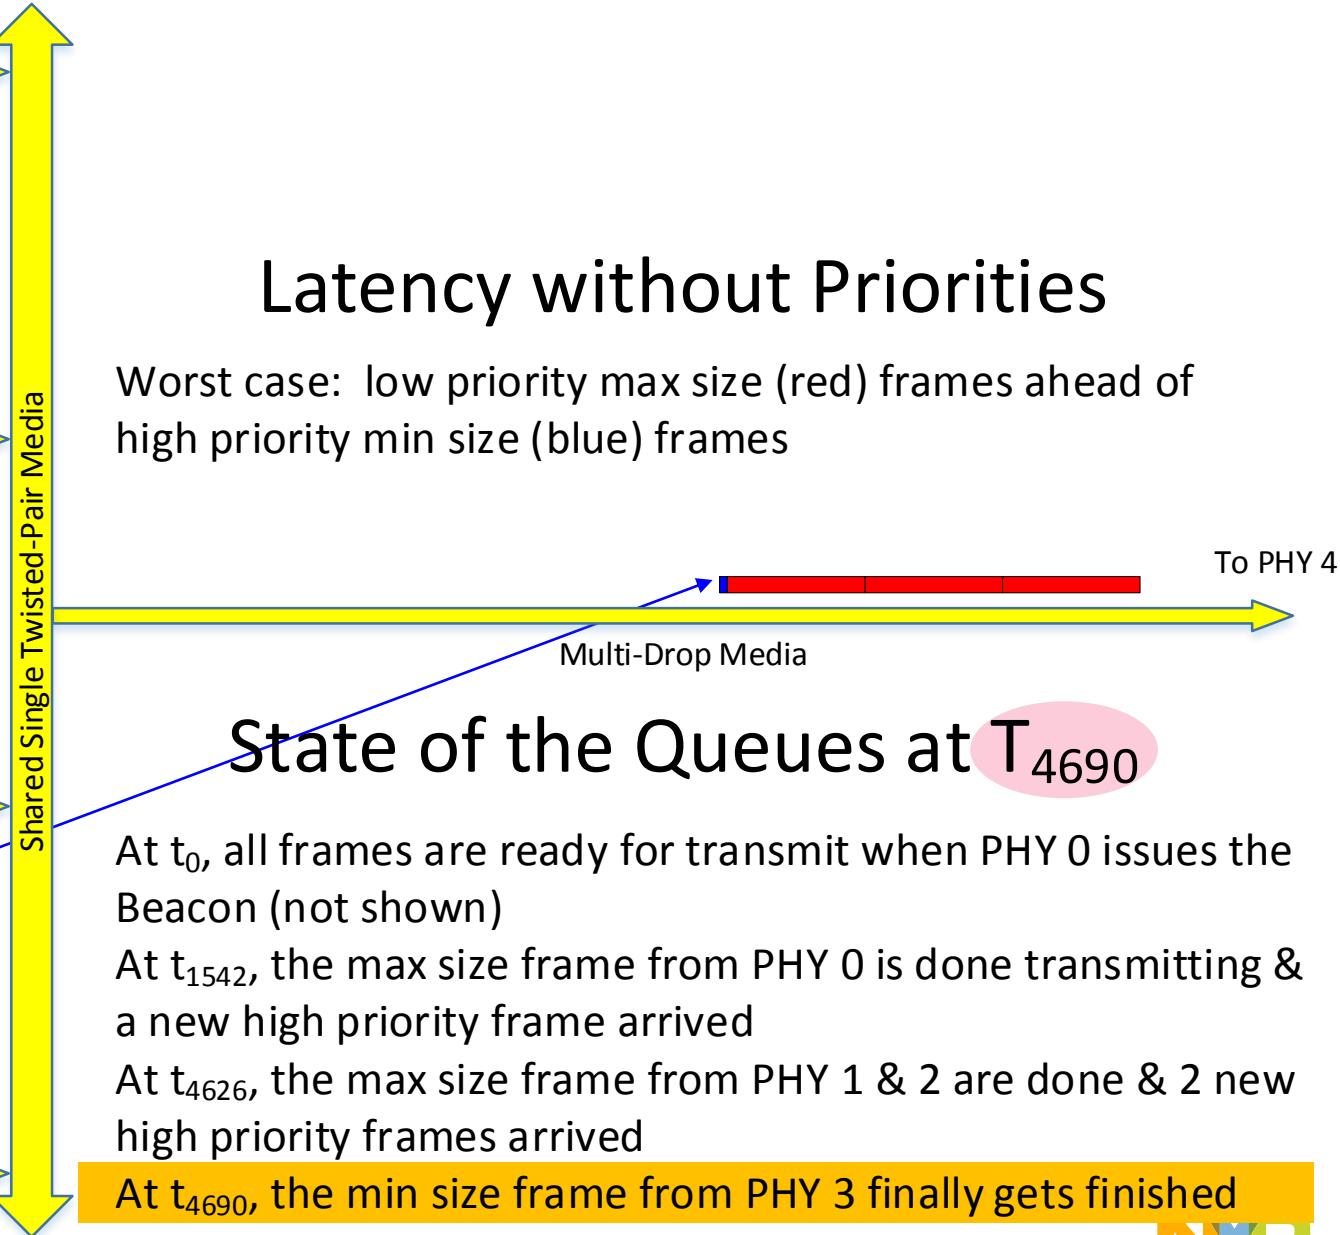 Latency without Priorities
Worst case:  low priority max size (red) frames ahead of
high priority min size (blue) frames
Shared Single Twisted-Pair Media
To PHY 4
Multi-Drop Media
State of the Queues at T4690
At t0, all frames are ready for transmit when PHY 0 issues the
Beacon (not shown)
At t1542, the max size frame from PHY 0 is done transmitting &
a new high priority frame arrived
At t4626, the max size frame from PHY 1 & 2 are done & 2 new
high priority frames arrived
At t4690, the min size frame from PHY 3 finally gets finished